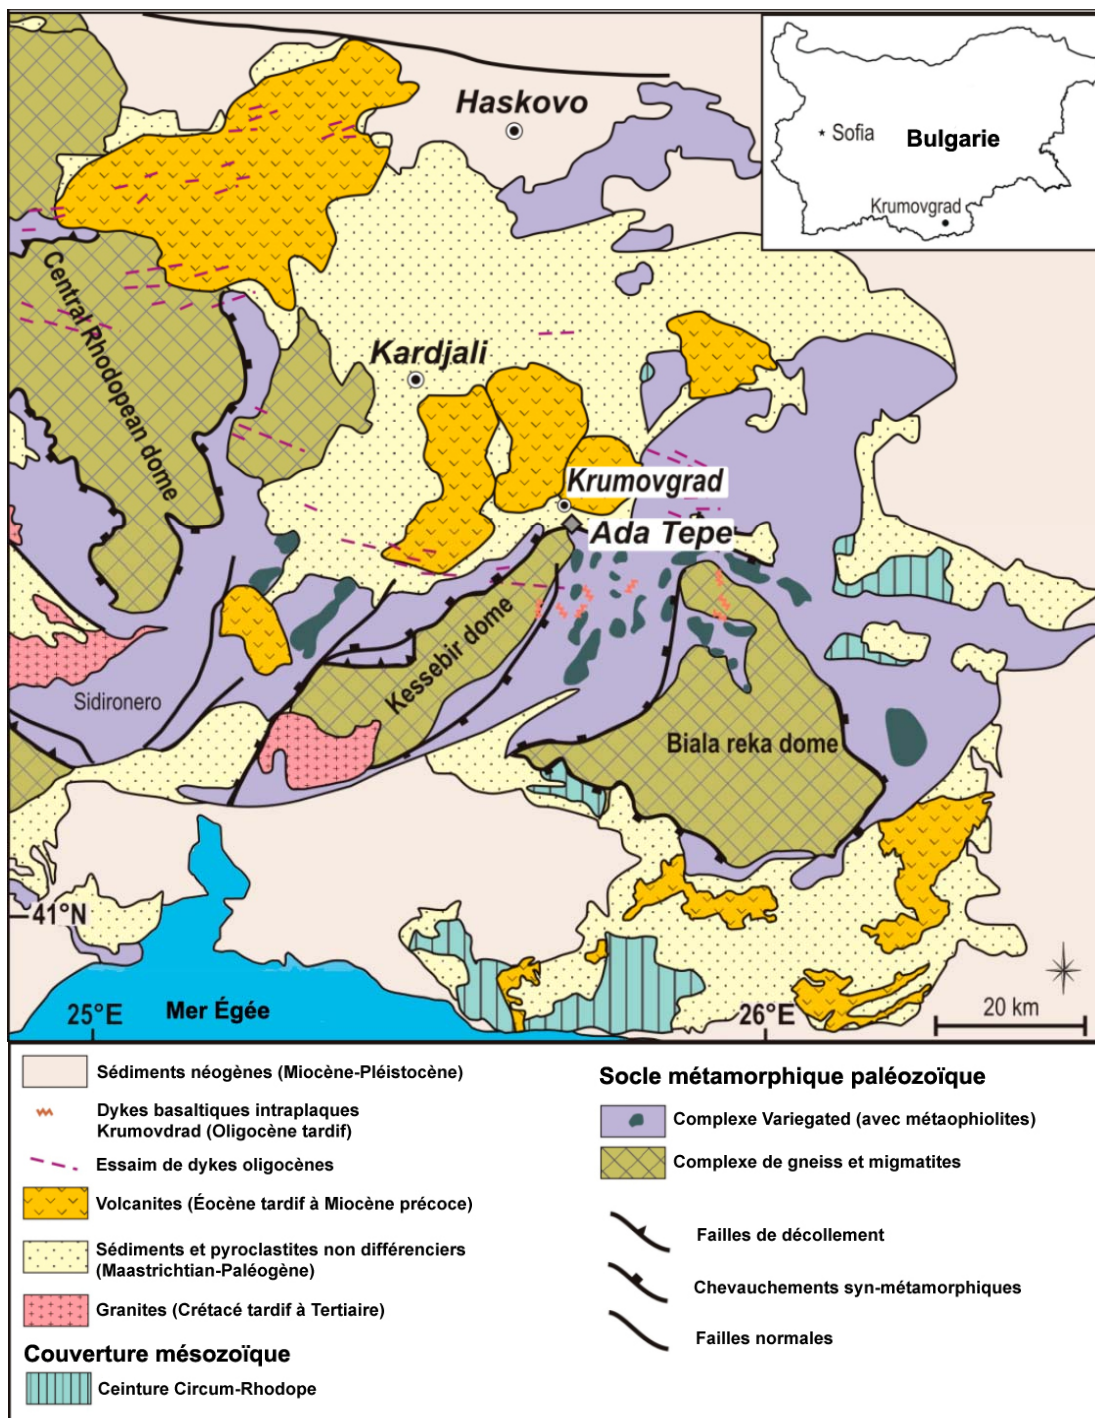 Haskovo
Sofia
Bulgarie
Krumovgrad
Central Rhodopean dome
Kardjali
Krumovgrad
Ada Tepe
Kessebir dome
Sidironero
Biala reka dome
41°N
25°E
Mer Égée
26°E
20 km
Sédiments néogènes (Miocène-Pléistocène)
Dykes basaltiques intraplaques
Krumovdrad (Oligocène tardif)
Essaim de dykes oligocènes
Volcanites (Éocène tardif à Miocène précoce)
Sédiments et pyroclastites non différenciers
(Maastrichtian-Paléogène)
Granites (Crétacé tardif à Tertiaire)
Couverture mésozoïque
Ceinture Circum-Rhodope
Socle métamorphique paléozoïque
Complexe Variegated (avec métaophiolites)
Complexe de gneiss et migmatites
Failles de décollement
Chevauchements syn-métamorphiques
Failles normales